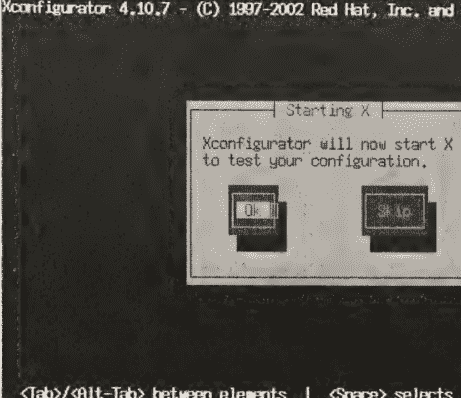 Xconfigurator 4.10.7 - (C) 1997-2002 Red Hat, Inc. and
Starting X
Xconfigurator will now start X
to test your configuration.
Ok Skip
<Tab>/<Alt-Tab> between elements | <Space> selects